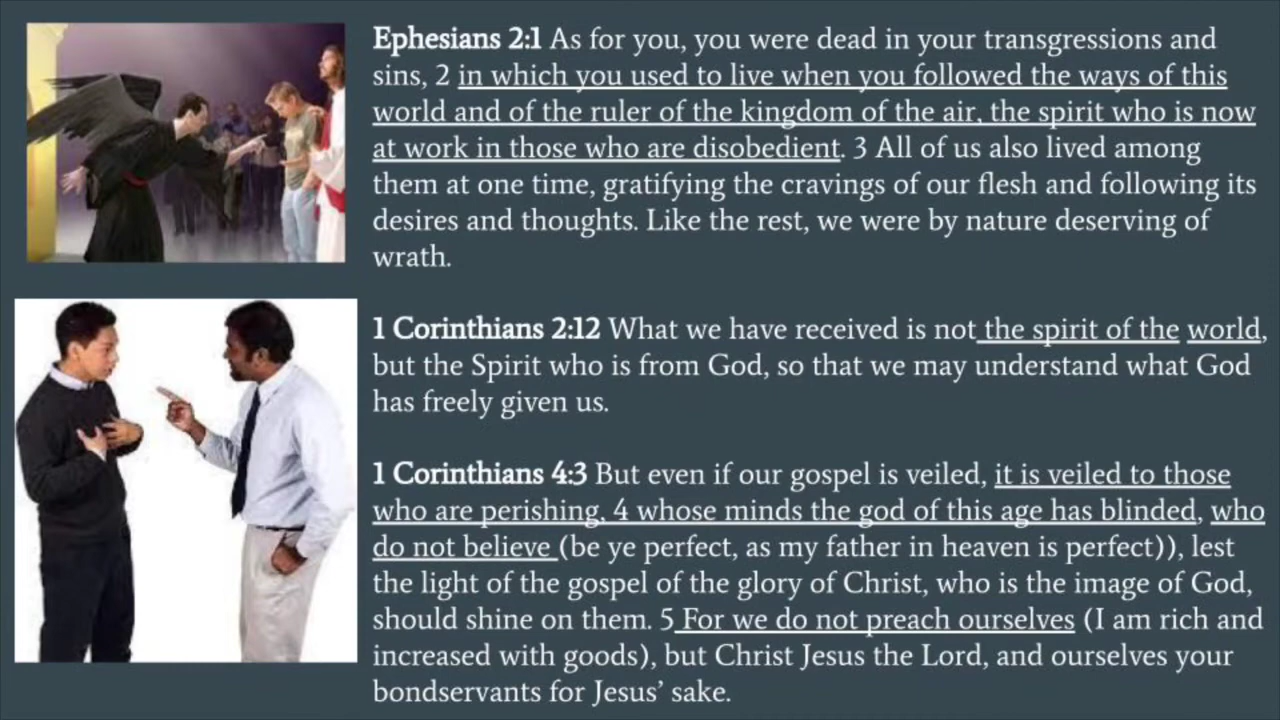 Ephesians 2:1 As for you, you were dead in your transgressions and
sins, 2 in which you used to live when you followed the ways of this
world and of the ruler of the kingdom of the air, the spirit who is now
at work in those who are disobedient. 3 All of us also lived among
them at one time, gratifying the cravings of our flesh and following its
desires and thoughts. Like the rest, we were by nature deserving of
wrath.
1 Corinthians 2:12 What we have received is not the spirit of the world,
but the Spirit who is from God, so that we may understand what God
has freely given us.
1 Corinthians 4:3 But even if our gospel is veiled, it is veiled to those
who are perishing, 4 whose minds the god of this age has blinded, who
do not believe (be ye perfect, as my father in heaven is perfect)), lest
the light of the gospel of the glory of Christ, who is the image of God,
should shine on them. 5 For we do not preach ourselves (I am rich and
increased with goods), but Christ Jesus the Lord, and ourselves your
bondservants for Jesus’ sake.